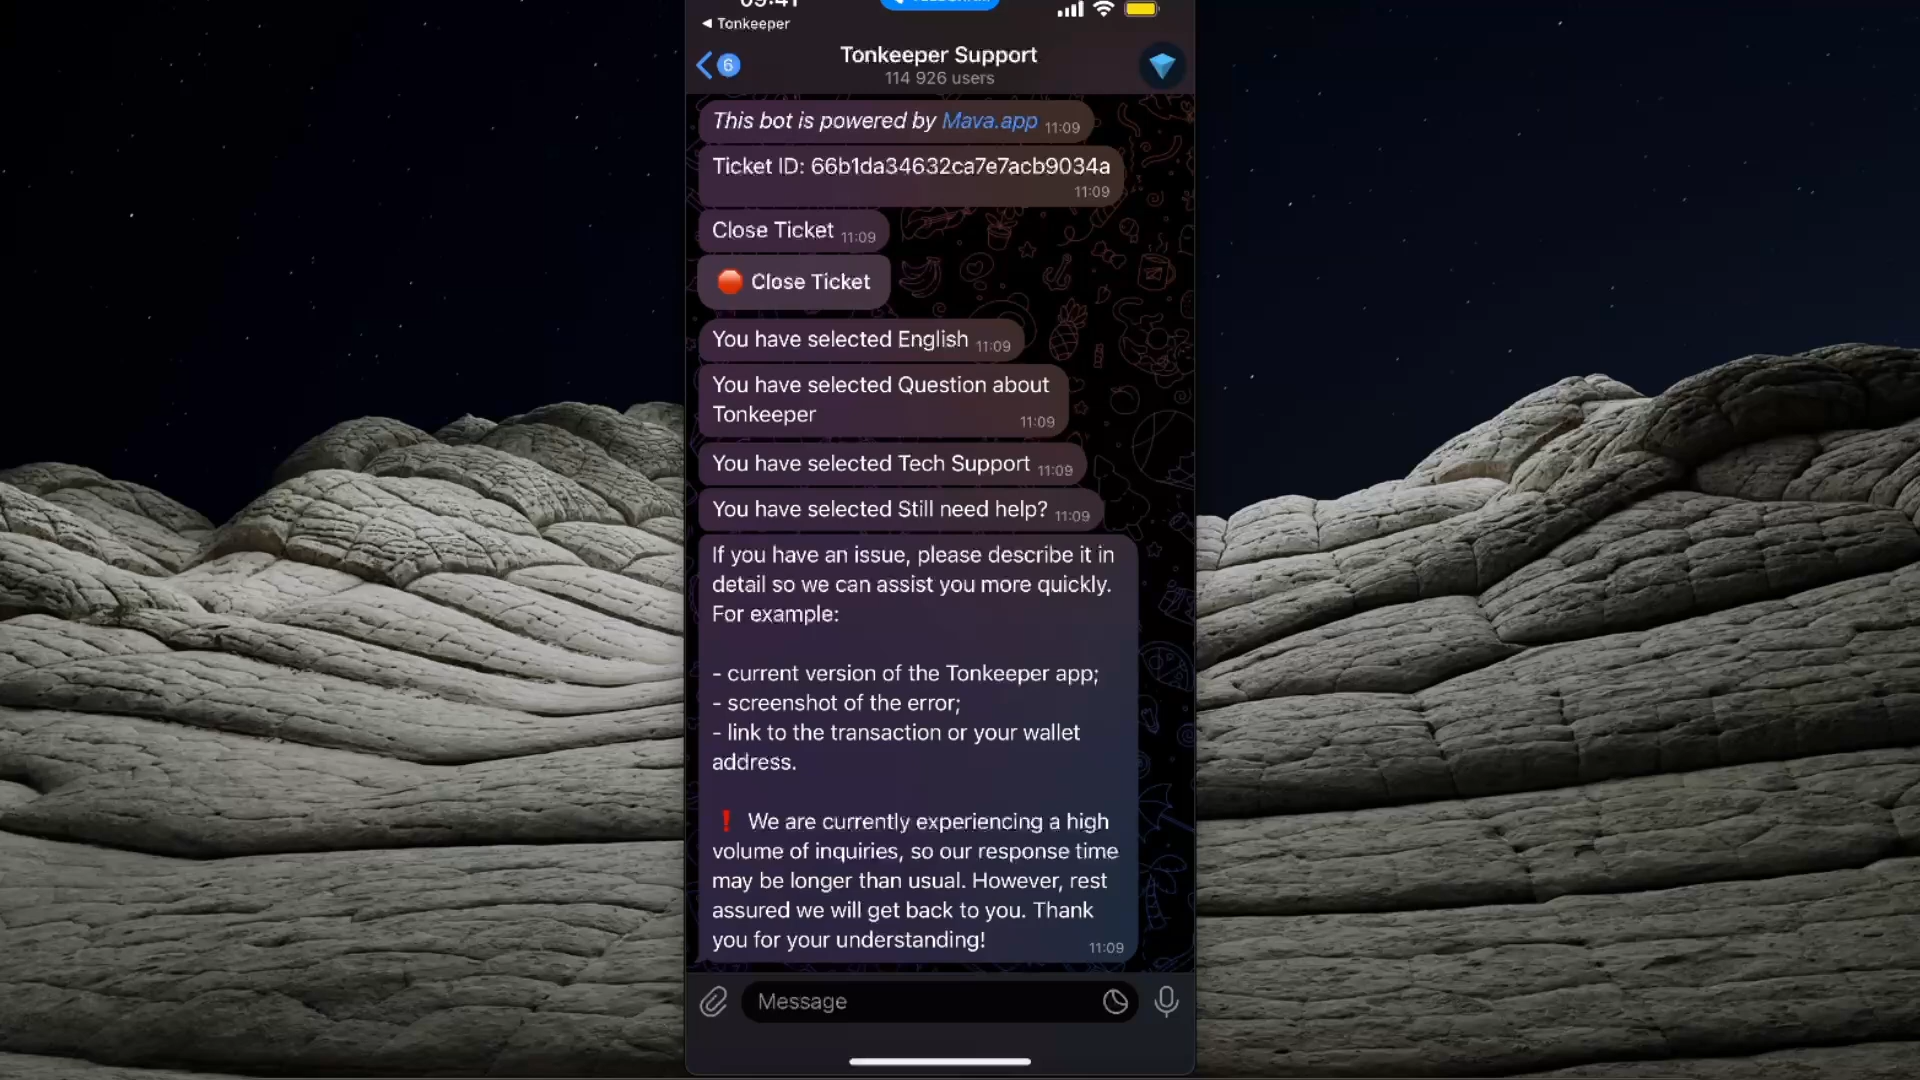 09:41
Tonkeeper
6
Tonkeeper Support
114 926 users
This bot is powered by Mava.app 11:09
Ticket ID: 66b1da34632ca7e7acb9034a
11:09
Close Ticket 11:09
Close Ticket
You have selected English 11:09
You have selected Question about
Tonkeeper 11:09
You have selected Tech Support 11:09
You have selected Still need help? 11:09
If you have an issue, please describe it in
detail so we can assist you more quickly.
For example:
- current version of the Tonkeeper app;
- screenshot of the error;
- link to the transaction or your wallet
address.
❗ We are currently experiencing a high
volume of inquiries, so our response time
may be longer than usual. However, rest
assured we will get back to you. Thank
you for your understanding! 11:09
Message